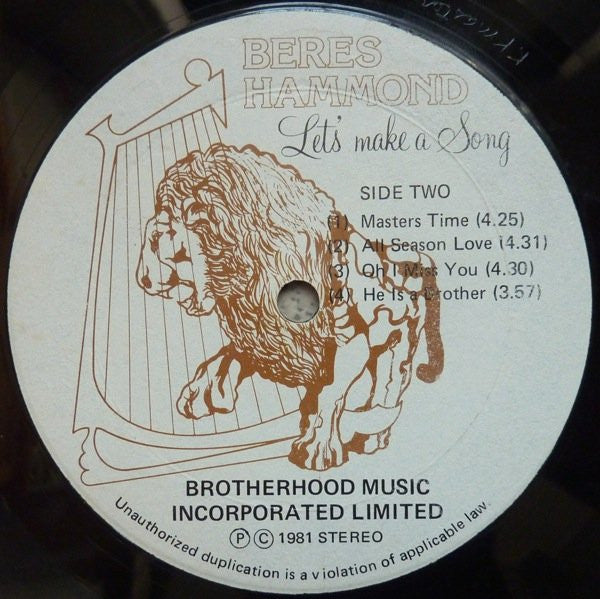 BERES
HAMMOND
Let's make a Song
SIDE TWO
(1) Masters Time (4.25)
(2) All Season Love (4.31)
(3) Oh I Miss You (4.30)
(4) He Is a Brother (3.57)
BROTHERHOOD MUSIC
INCORPORATED LIMITED
Ⓟ Ⓒ 1981 STEREO
Unauthorized duplication is a violation of applicable law.